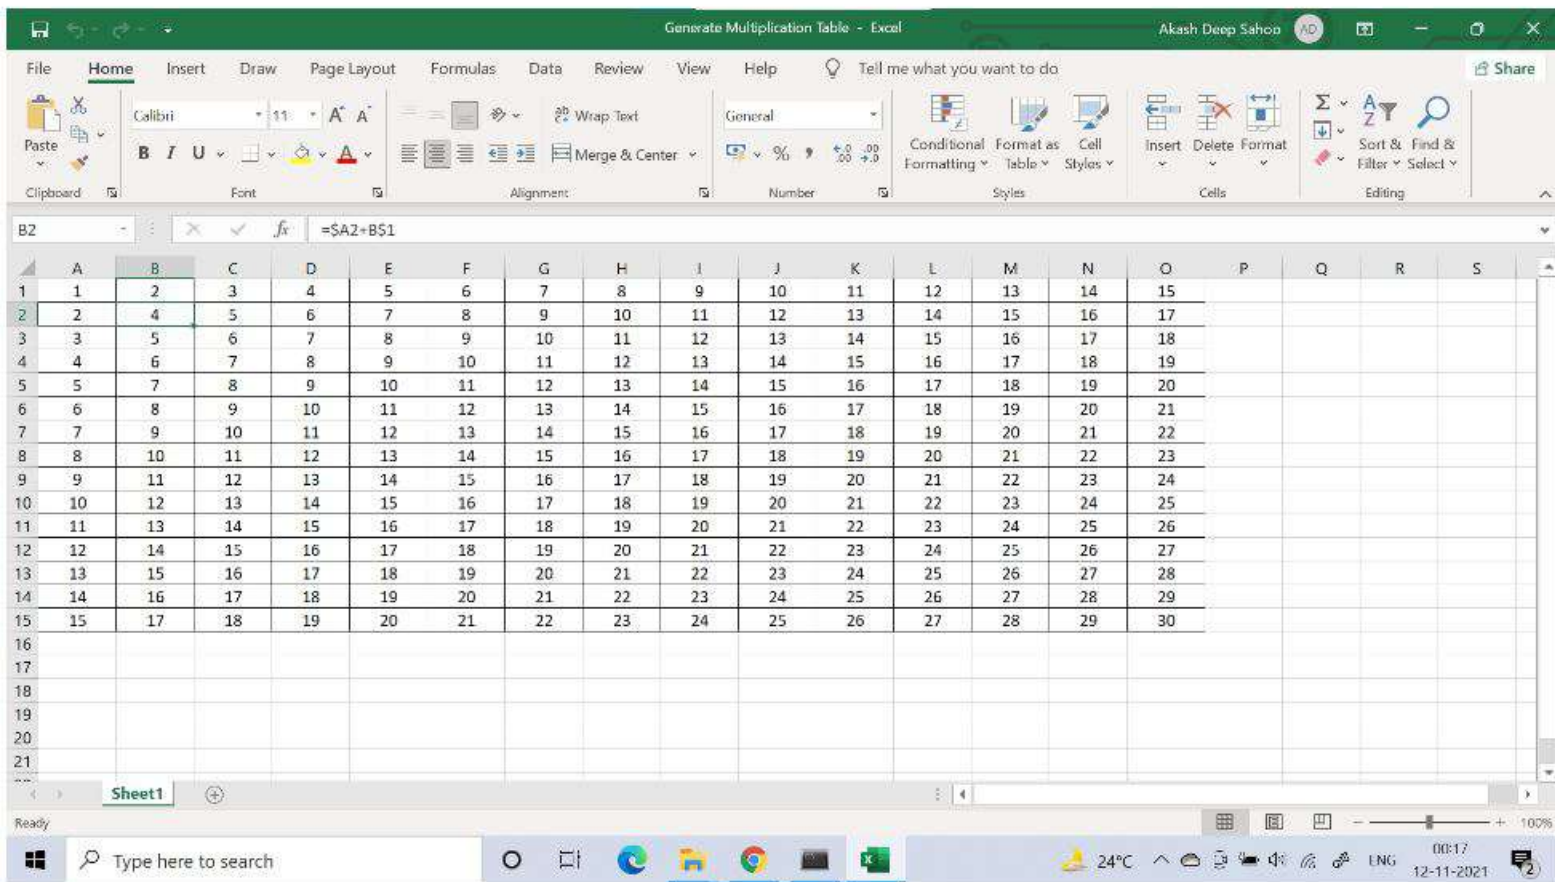 Generate Multiplication Table - Excel
Akash Deep Sahoo
AD
File Home Insert Draw Page Layout Formulas Data Review View Help Tell me what you want to do Share
Calibri 11 A A Wrap Text General Σ
Paste B I U A Merge & Center % Conditional Format as Cell Insert Delete Format Sort & Find &
Formatting Table Styles Filter Select
Clipboard Font Alignment Number Styles Cells Editing
B2 fx =$A2+B$1
A B C D E F G H I J K L M N O P Q R S
1 1 2 3 4 5 6 7 8 9 10 11 12 13 14 15
2 2 4 5 6 7 8 9 10 11 12 13 14 15 16 17
3 3 5 6 7 8 9 10 11 12 13 14 15 16 17 18
4 4 6 7 8 9 10 11 12 13 14 15 16 17 18 19
5 5 7 8 9 10 11 12 13 14 15 16 17 18 19 20
6 6 8 9 10 11 12 13 14 15 16 17 18 19 20 21
7 7 9 10 11 12 13 14 15 16 17 18 19 20 21 22
8 8 10 11 12 13 14 15 16 17 18 19 20 21 22 23
9 9 11 12 13 14 15 16 17 18 19 20 21 22 23 24
10 10 12 13 14 15 16 17 18 19 20 21 22 23 24 25
11 11 13 14 15 16 17 18 19 20 21 22 23 24 25 26
12 12 14 15 16 17 18 19 20 21 22 23 24 25 26 27
13 13 15 16 17 18 19 20 21 22 23 24 25 26 27 28
14 14 16 17 18 19 20 21 22 23 24 25 26 27 28 29
15 15 17 18 19 20 21 22 23 24 25 26 27 28 29 30
16
17
18
19
20
21
Sheet1
Ready 100%
Type here to search 24°C ENG 00:17
12-11-2021 2